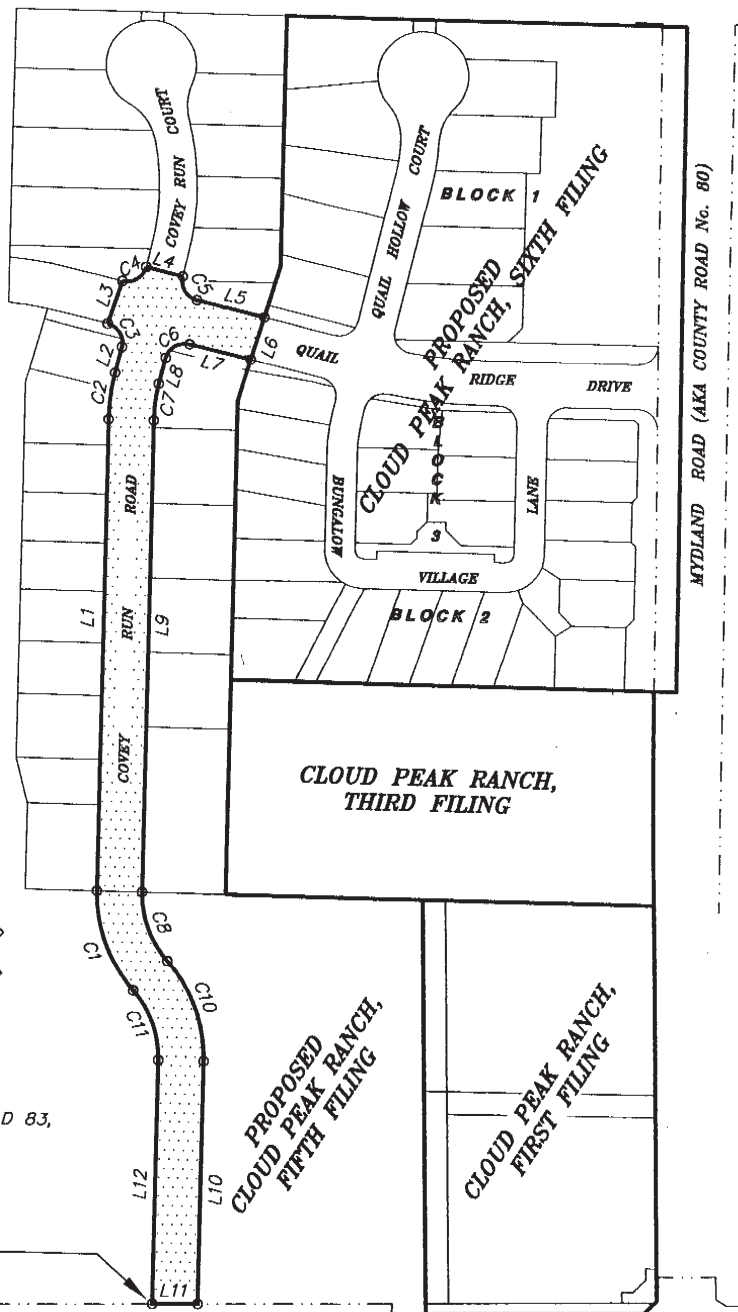 COVEY RUN COURT
QUAIL HOLLOW COURT
BLOCK 1
PROPOSED
CLOUD PEAK RANCH, SIXTH FILING
MYDLAND ROAD (AKA COUNTY ROAD No. 80)
C4
L4
L3
C5
L5
C3
C6
L6
L2
L7
L8
C2
C7
QUAIL
RIDGE
DRIVE
BLOCK
3
BUNGALOW
LANE
VILLAGE
BLOCK 2
L1
L9
COVEY RUN ROAD
CLOUD PEAK RANCH,
THIRD FILING
C1
C8
C10
C11
PROPOSED
CLOUD PEAK RANCH,
FIFTH FILING
CLOUD PEAK RANCH,
FIRST FILING
D 83,
L12
L10
L11